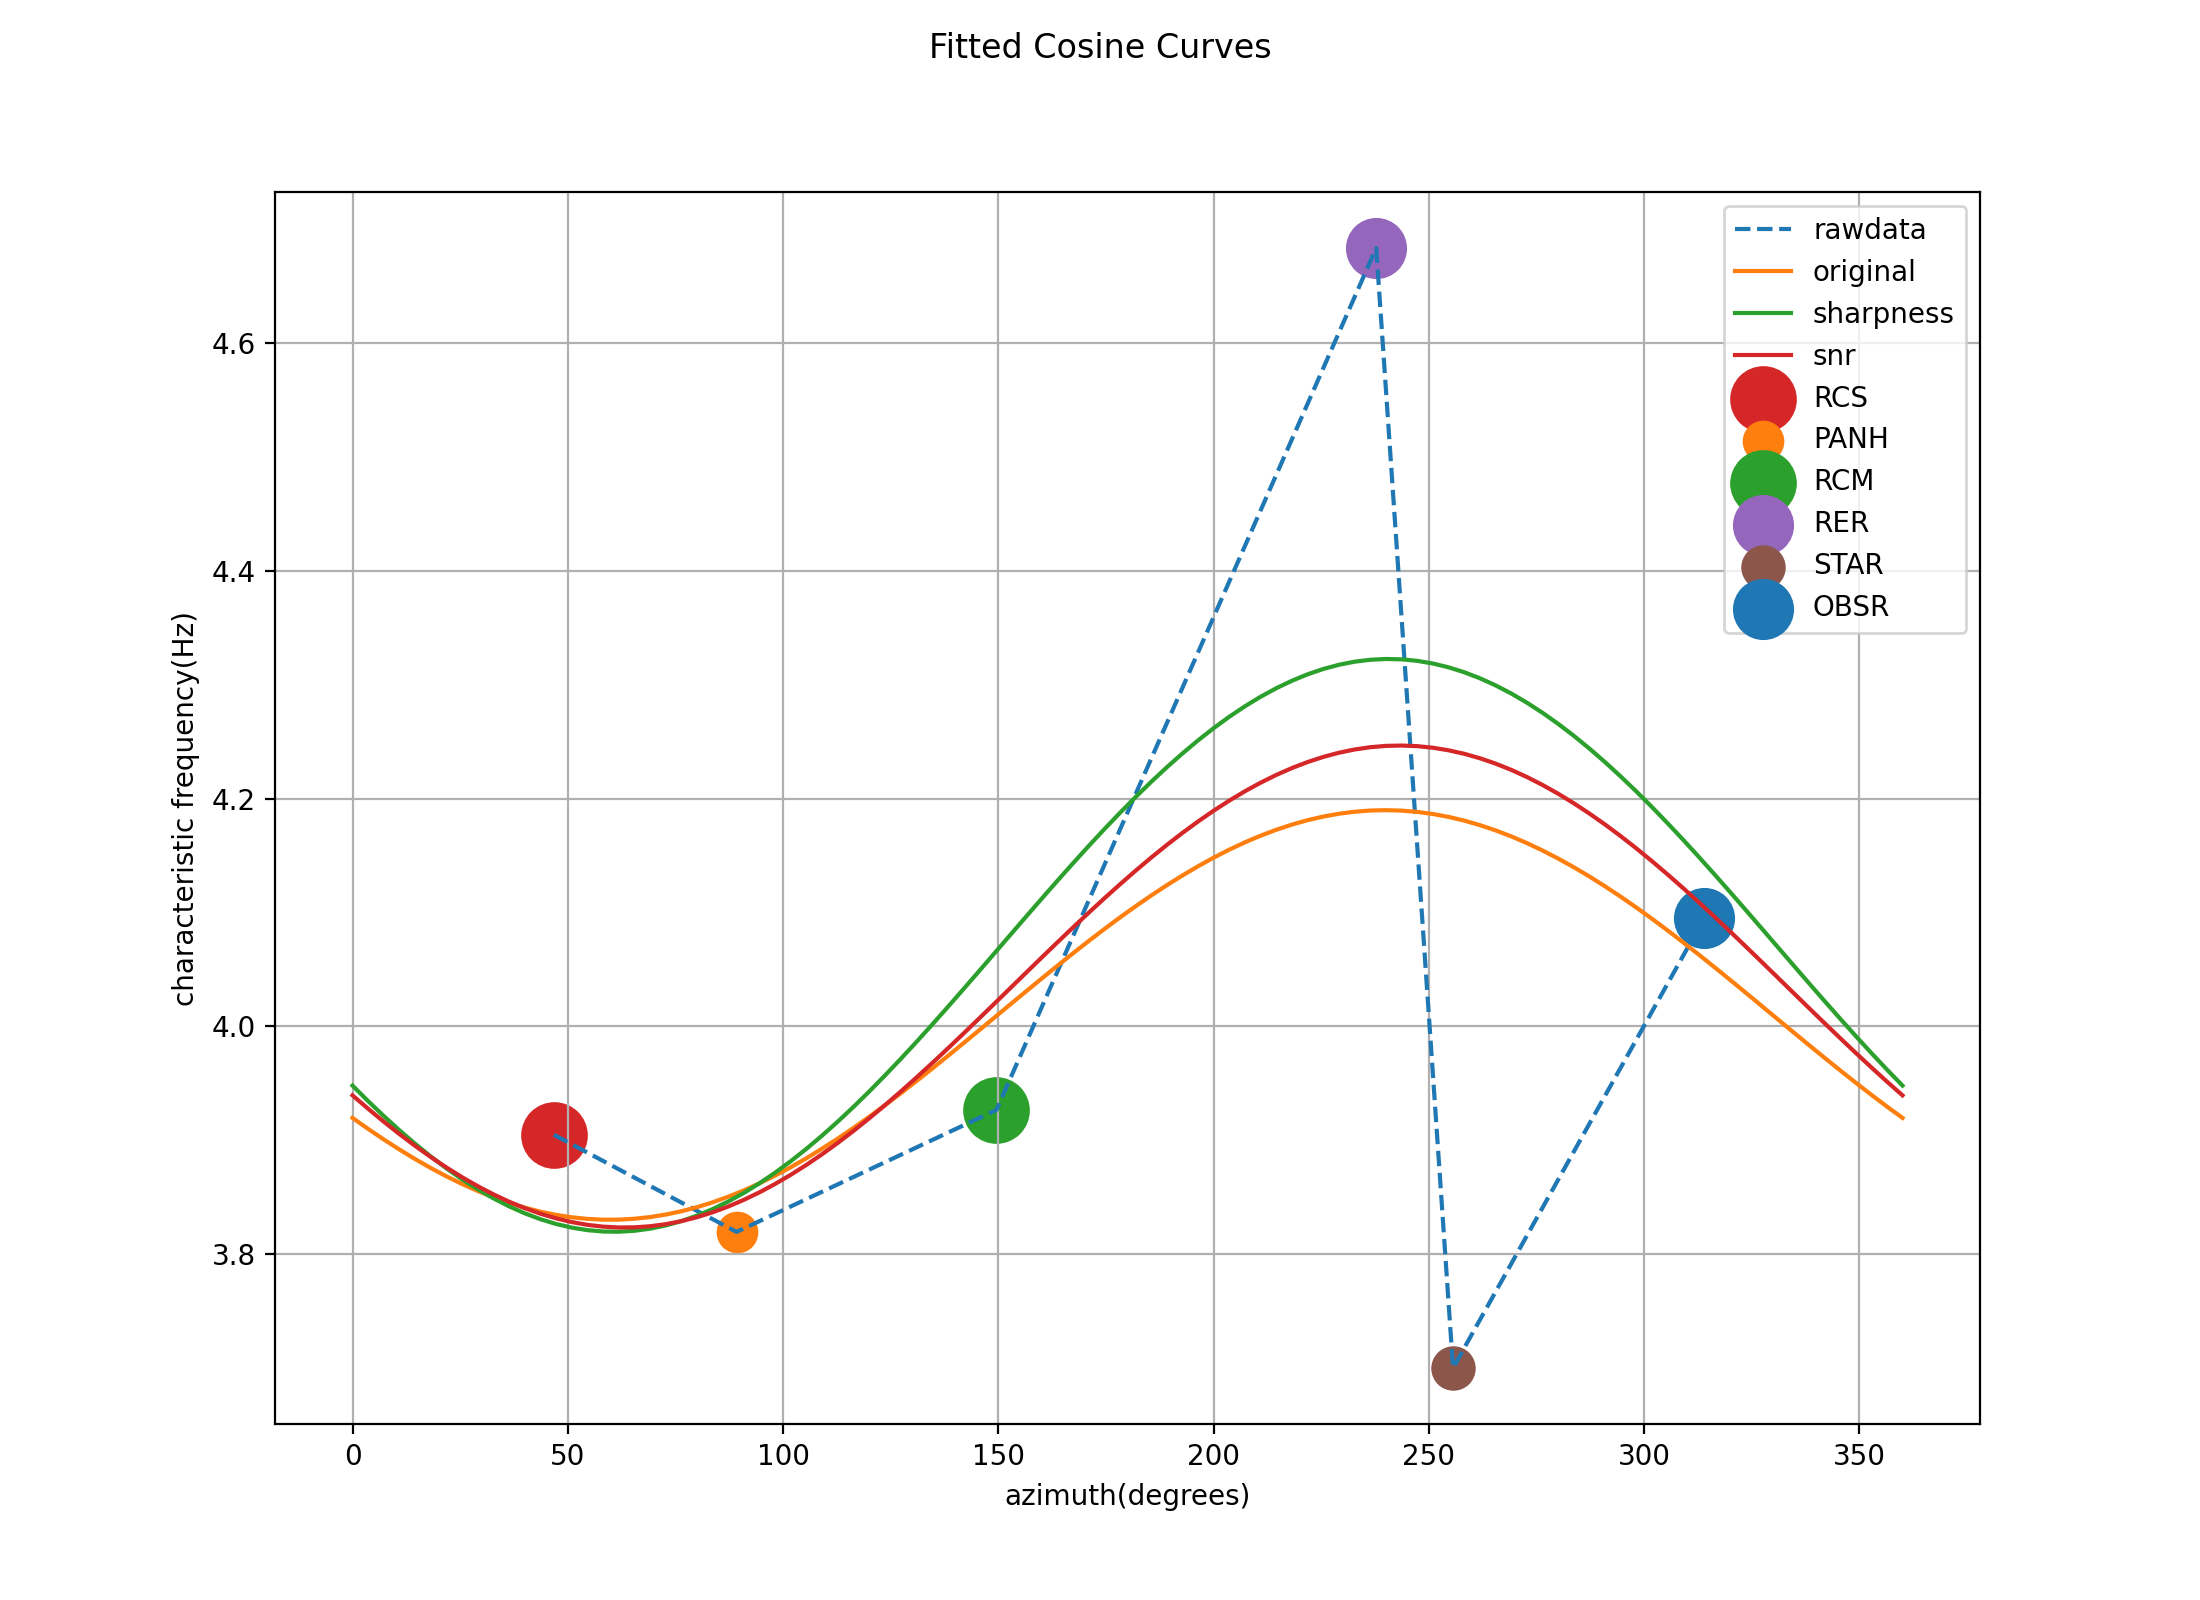 Fitted Cosine Curves
rawdata
original
sharpness
snr
RCS
PANH
RCM
RER
STAR
OBSR
characteristic frequency(Hz)
4.6
4.4
4.2
4.0
3.8
0 50 100 150 200 250 300 350
azimuth(degrees)